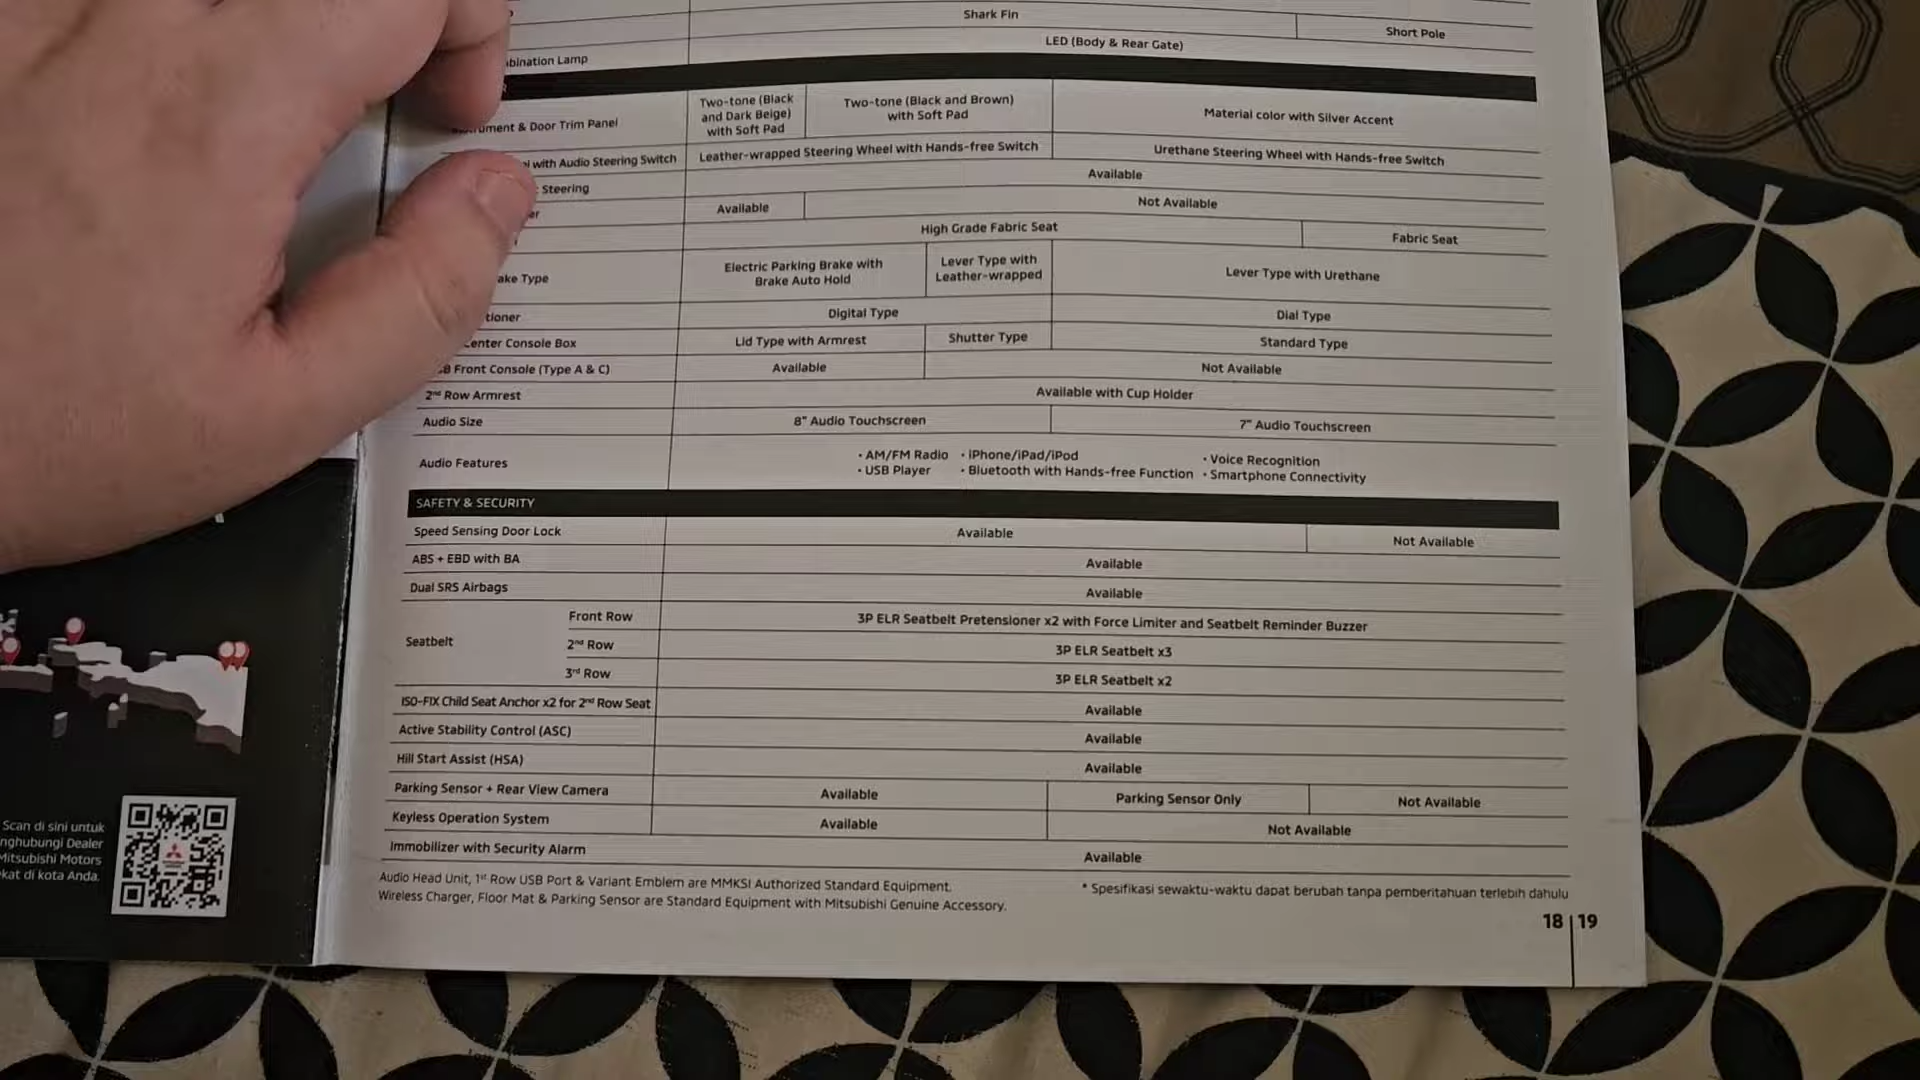 Shark Fin
Short Pole
bination Lamp
LED (Body & Rear Gate)
ument & Door Trim Panel
Two-tone (Black
and Dark Beige)
with Soft Pad
Two-tone (Black and Brown)
with Soft Pad
Material color with Silver Accent
with Audio Steering Switch
Leather-wrapped Steering Wheel with Hands-free Switch
Urethane Steering Wheel with Hands-free Switch
Steering
Available
er
Available
Not Available
High Grade Fabric Seat
Fabric Seat
ake Type
Electric Parking Brake with
Brake Auto Hold
Lever Type with
Leather-wrapped
Lever Type with Urethane
tioner
Digital Type
Dial Type
enter Console Box
Lid Type with Armrest
Shutter Type
Standard Type
B Front Console (Type A & C)
Available
Not Available
2nd Row Armrest
Available with Cup Holder
Audio Size
8" Audio Touchscreen
7" Audio Touchscreen
Audio Features
• AM/FM Radio • iPhone/iPad/iPod • Voice Recognition
• USB Player • Bluetooth with Hands-free Function • Smartphone Connectivity
SAFETY & SECURITY
Speed Sensing Door Lock
Available
Not Available
ABS + EBD with BA
Available
Dual SRS Airbags
Available
Seatbelt
Front Row
3P ELR Seatbelt Pretensioner x2 with Force Limiter and Seatbelt Reminder Buzzer
2nd Row
3P ELR Seatbelt x3
3rd Row
3P ELR Seatbelt x2
ISO-FIX Child Seat Anchor x2 for 2nd Row Seat
Available
Active Stability Control (ASC)
Available
Hill Start Assist (HSA)
Available
Parking Sensor + Rear View Camera
Available
Parking Sensor Only
Not Available
Keyless Operation System
Available
Not Available
Immobilizer with Security Alarm
Available
Audio Head Unit, 1st Row USB Port & Variant Emblem are MMKSI Authorized Standard Equipment.
Wireless Charger, Floor Mat & Parking Sensor are Standard Equipment with Mitsubishi Genuine Accessory.
* Spesifikasi sewaktu-waktu dapat berubah tanpa pemberitahuan terlebih dahulu
18 | 19
Scan di sini untuk
nghubungi Dealer
Mitsubishi Motors
kat di kota Anda.